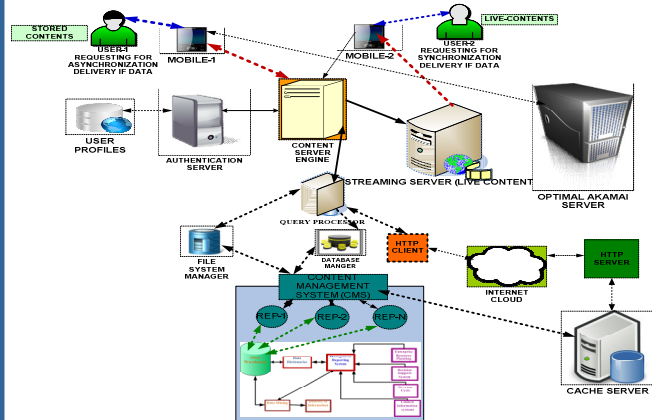 STORED
CONTENTS
USER-1
REQUESTING FOR
ASYNCHRONIZATION
DELIVERY IF DATA
MOBILE-1
MOBILE-2
LIVE-CONTENTS
USER-2
REQUESTING FOR
SYNCHRONIZATION
DELIVERY IF DATA
USER
PROFILES
AUTHENTICATION
SERVER
CONTENT
SERVER
ENGINE
STREAMING SERVER (LIVE CONTENT
OPTIMAL AKAMAI
SERVER
QUERY PROCESSOR
FILE
SYSTEM
MANAGER
DATABASE
MANGER
HTTP
CLIENT
INTERNET
CLOUD
HTTP
SERVER
CONTENT
MANAGEMENT
SYSTEM (CMS)
REP-1
REP-2
REP-N
CACHE SERVER
Reporting
System